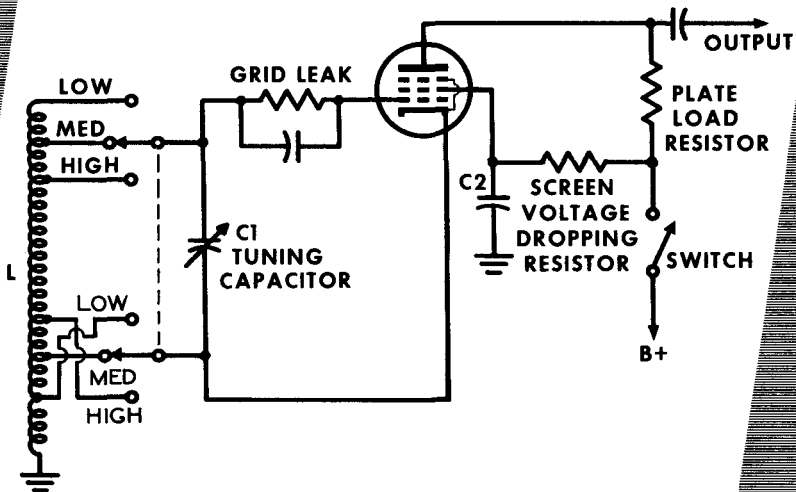 OUTPUT
GRID LEAK
LOW
PLATE
LOAD
RESISTOR
MED
HIGH
C2
SCREEN
VOLTAGE
DROPPING
RESISTOR
C1
TUNING
CAPACITOR
SWITCH
L
LOW
B+
MED
HIGH